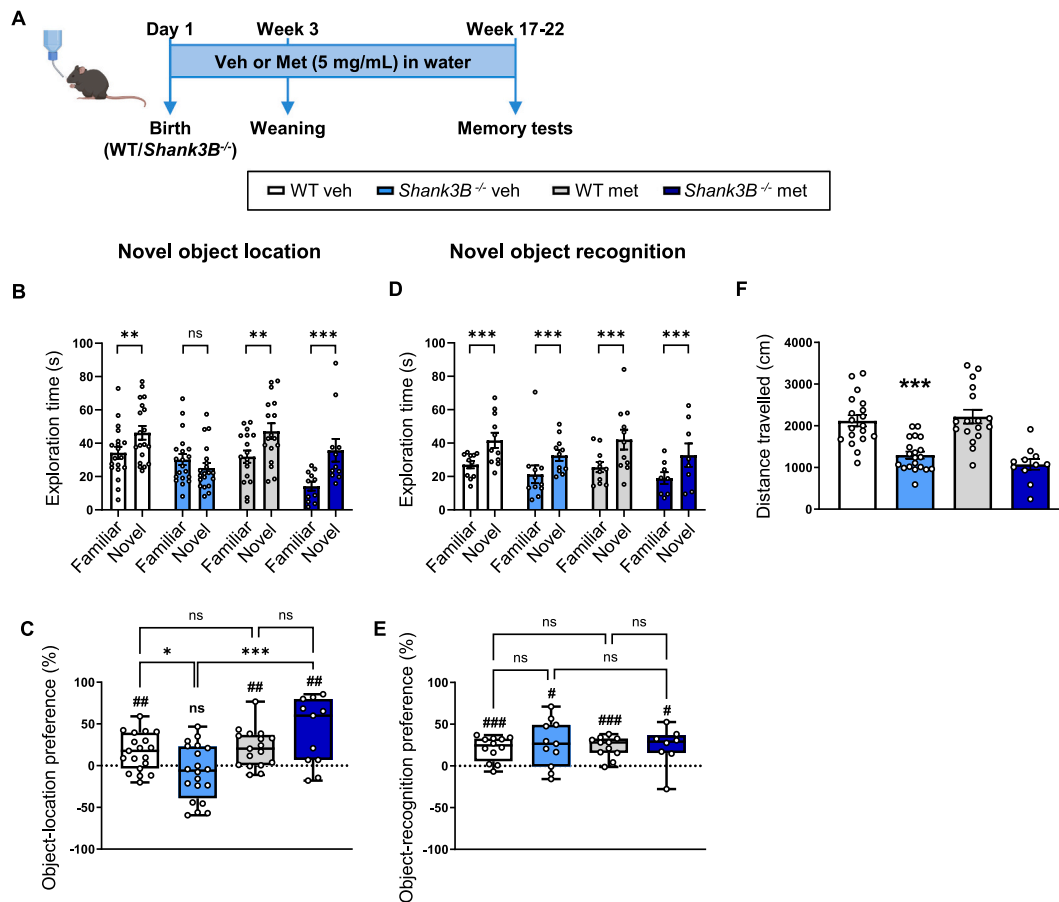 A
Day 1 Week 3 Week 17-22
Veh or Met (5 mg/mL) in water
Birth Weaning Memory tests
(WT/Shank3B-/-)
WT veh Shank3B -/- veh WT met Shank3B -/- met
Novel object location Novel object recognition
B
Exploration time (s)
100
80
60
40
20
0
** ns ** ***
Familiar Novel Familiar Novel Familiar Novel Familiar Novel
D
Exploration time (s)
100
80
60
40
20
0
*** *** *** ***
Familiar Novel Familiar Novel Familiar Novel Familiar Novel
F
Distance travelled (cm)
4000
3000
2000
1000
0
***
C
Object-location preference (%)
100
50
0
-50
-100
ns ns
* ***
## ns ## ##
E
Object-recognition preference (%)
100
50
0
-50
-100
ns ns
ns ns
### # ### #